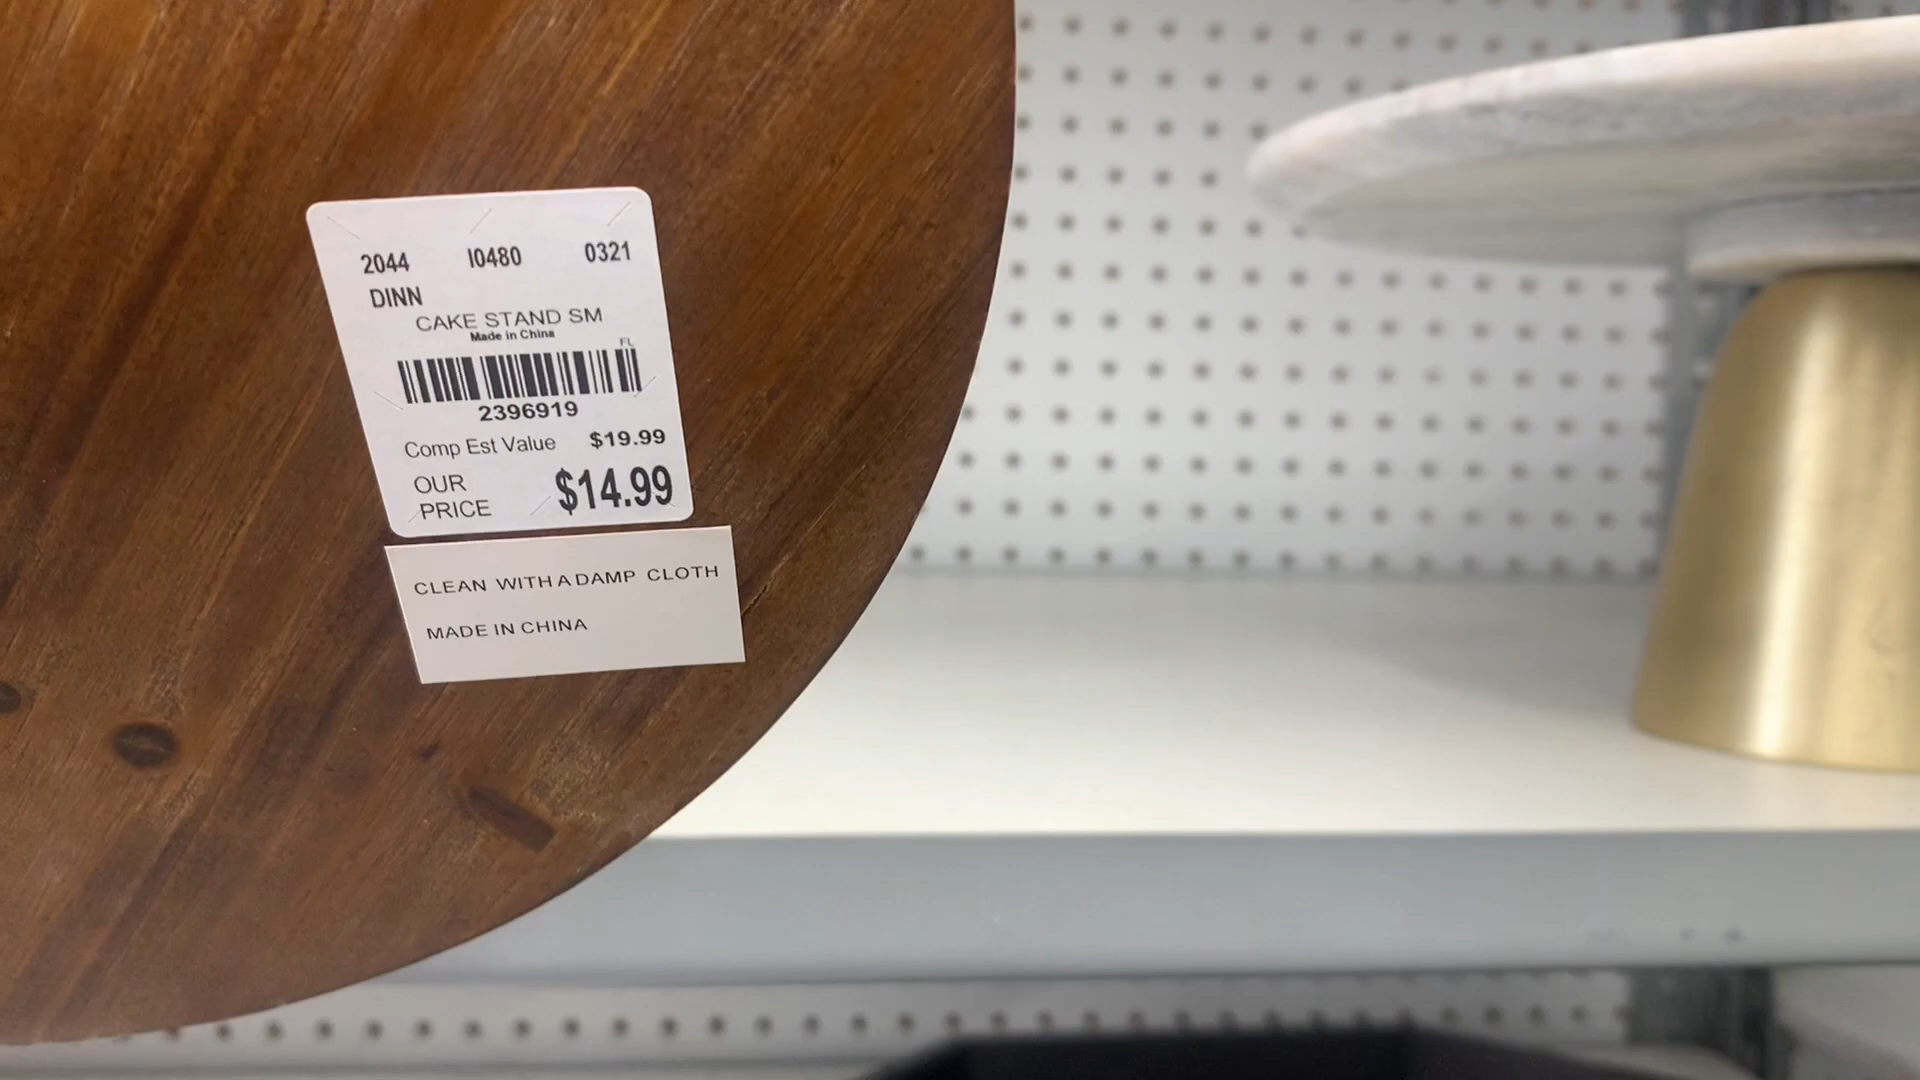 2044 I0480 0321
DINN
CAKE STAND SM
Made in China
FL
2396919
Comp Est Value $19.99
OUR
PRICE $14.99
CLEAN WITH A DAMP CLOTH
MADE IN CHINA